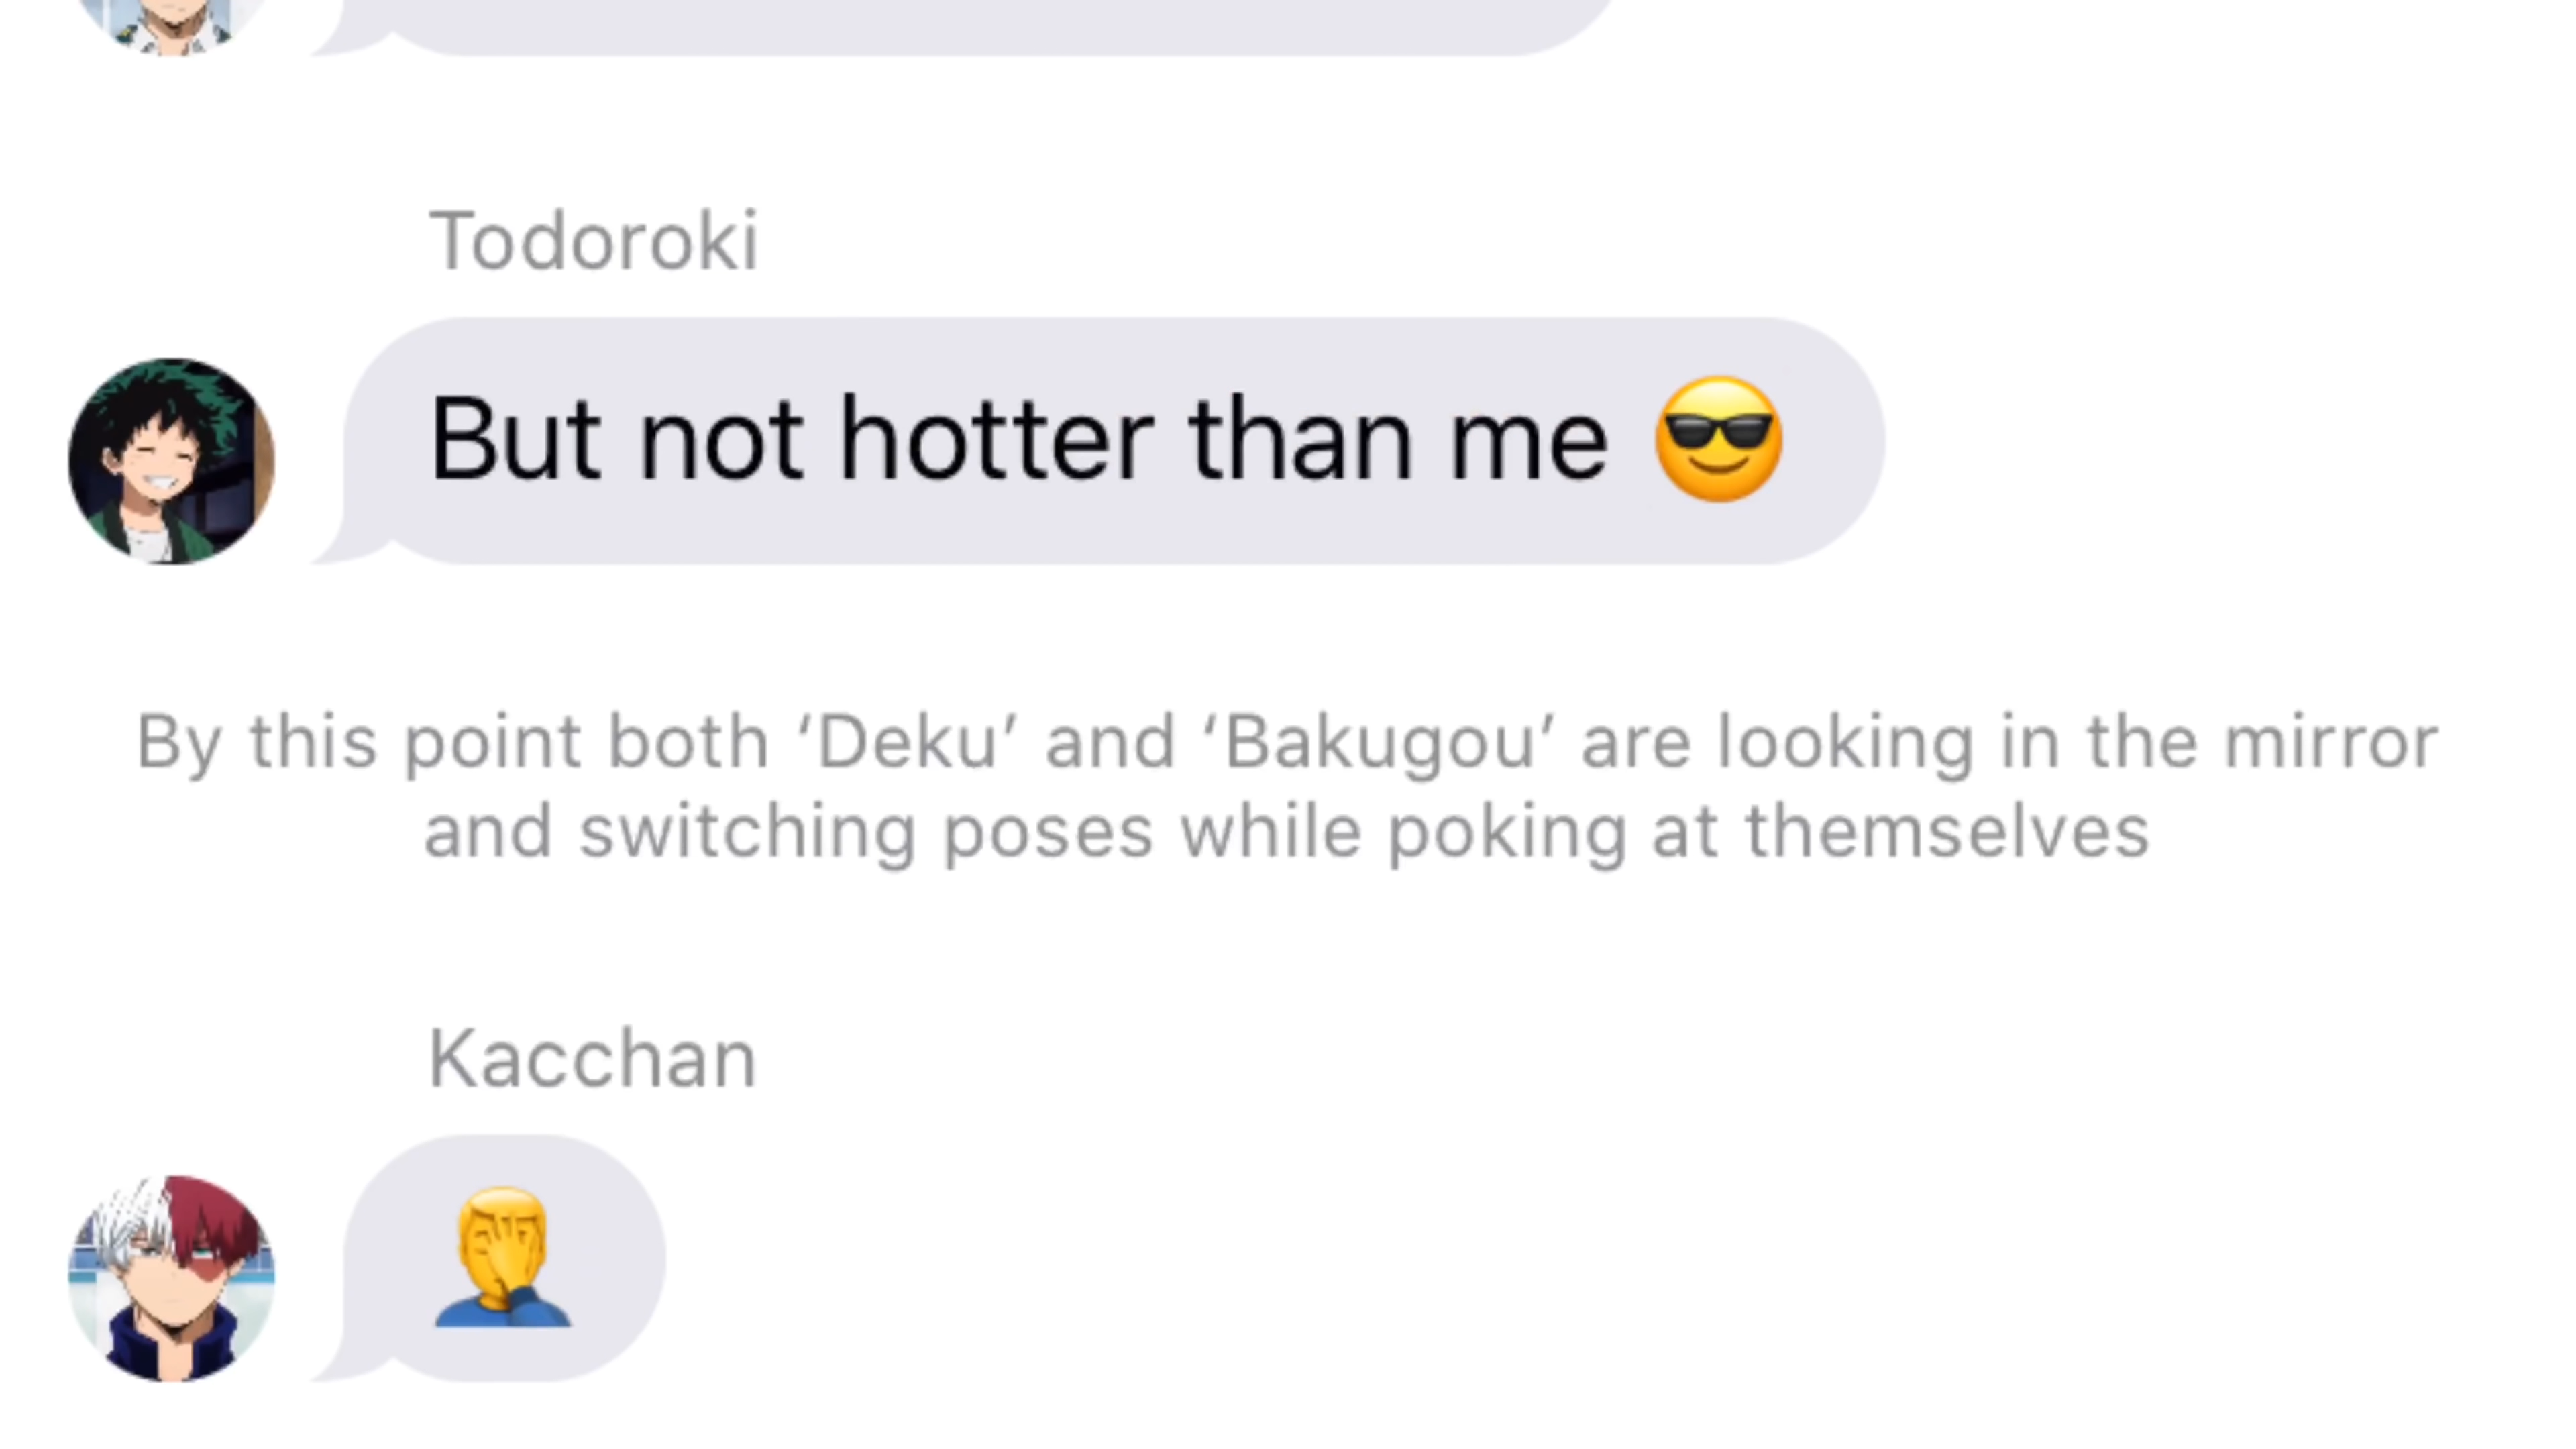 Todoroki
But not hotter than me 😎
By this point both ‘Deku’ and ‘Bakugou’ are looking in the mirror
and switching poses while poking at themselves
Kacchan
🤦‍♂️